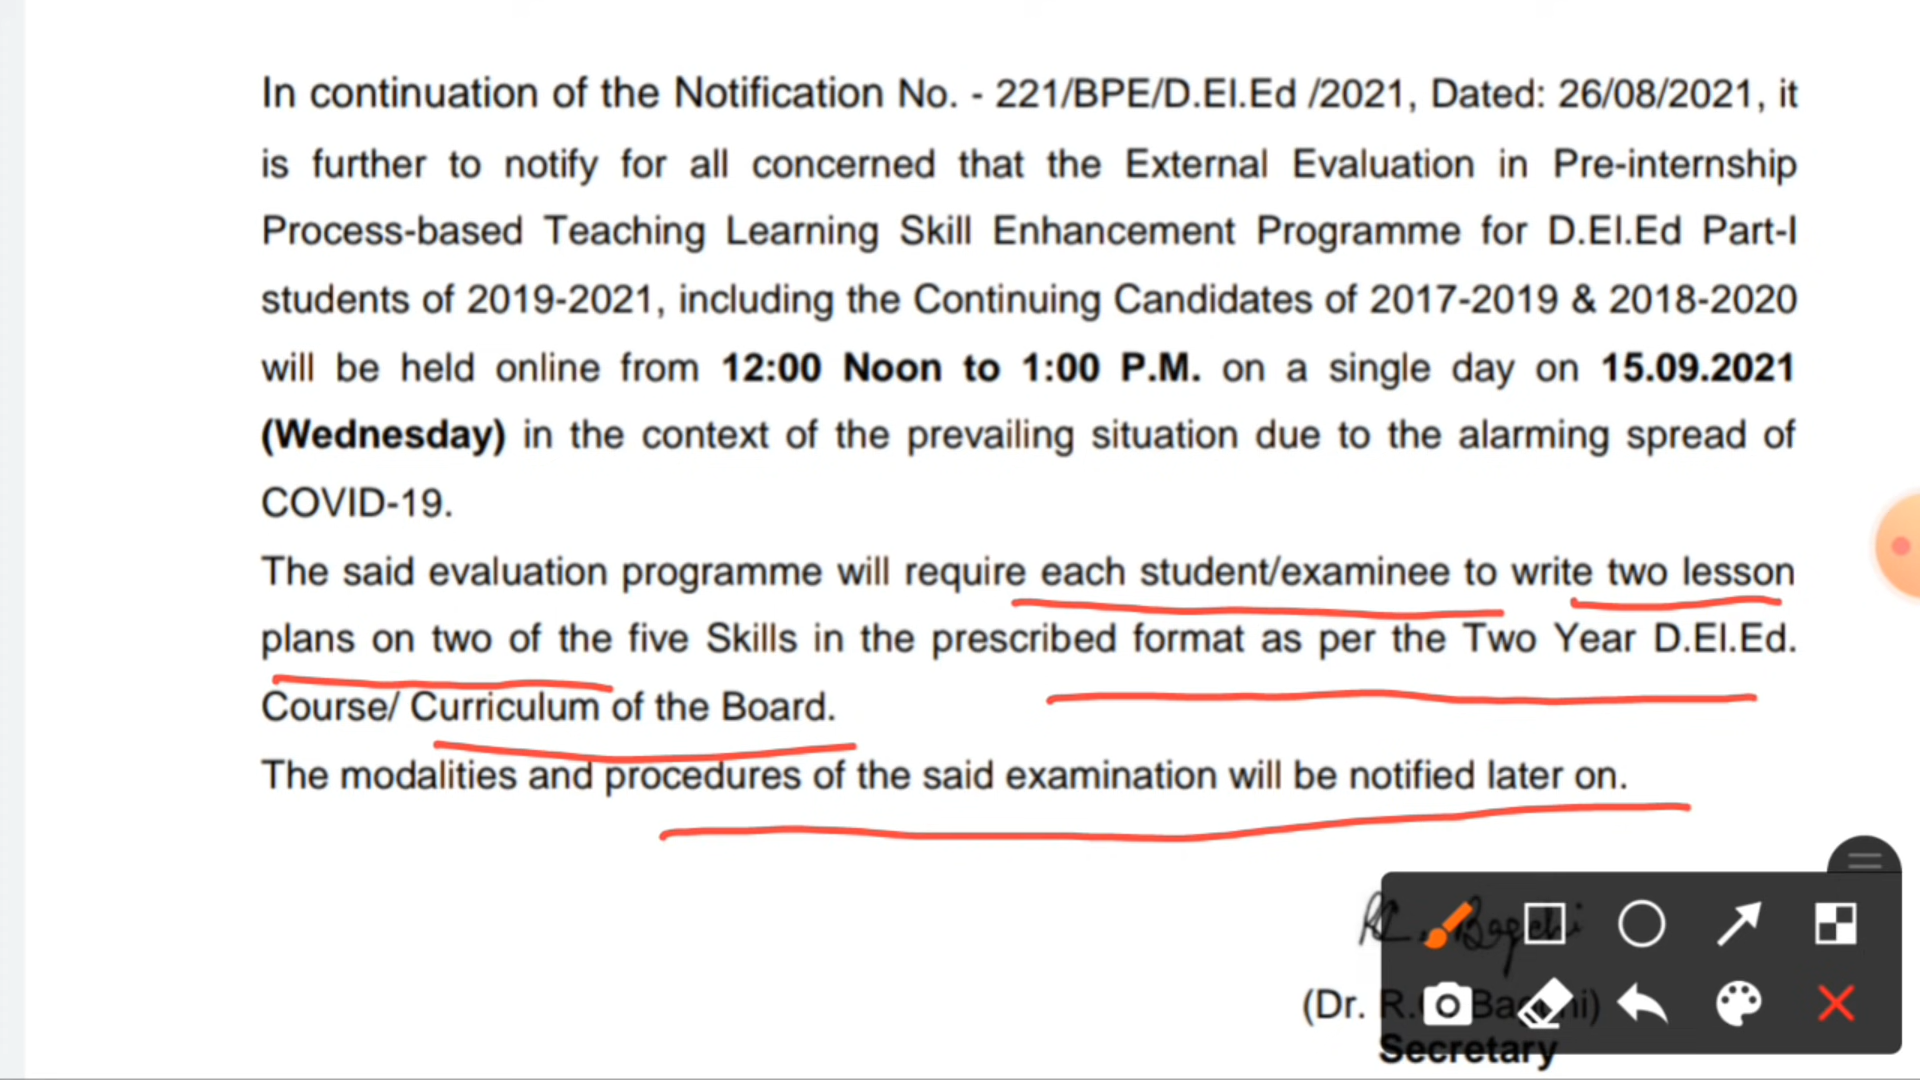 In continuation of the Notification No. - 221/BPE/D.El.Ed /2021, Dated: 26/08/2021, it
is further to notify for all concerned that the External Evaluation in Pre-internship
Process-based Teaching Learning Skill Enhancement Programme for D.El.Ed Part-I
students of 2019-2021, including the Continuing Candidates of 2017-2019 & 2018-2020
will be held online from 12:00 Noon to 1:00 P.M. on a single day on 15.09.2021
(Wednesday) in the context of the prevailing situation due to the alarming spread of
COVID-19.
The said evaluation programme will require each student/examinee to write two lesson
plans on two of the five Skills in the prescribed format as per the Two Year D.El.Ed.
Course/ Curriculum of the Board.
The modalities and procedures of the said examination will be notified later on.
(Dr.
Secretary